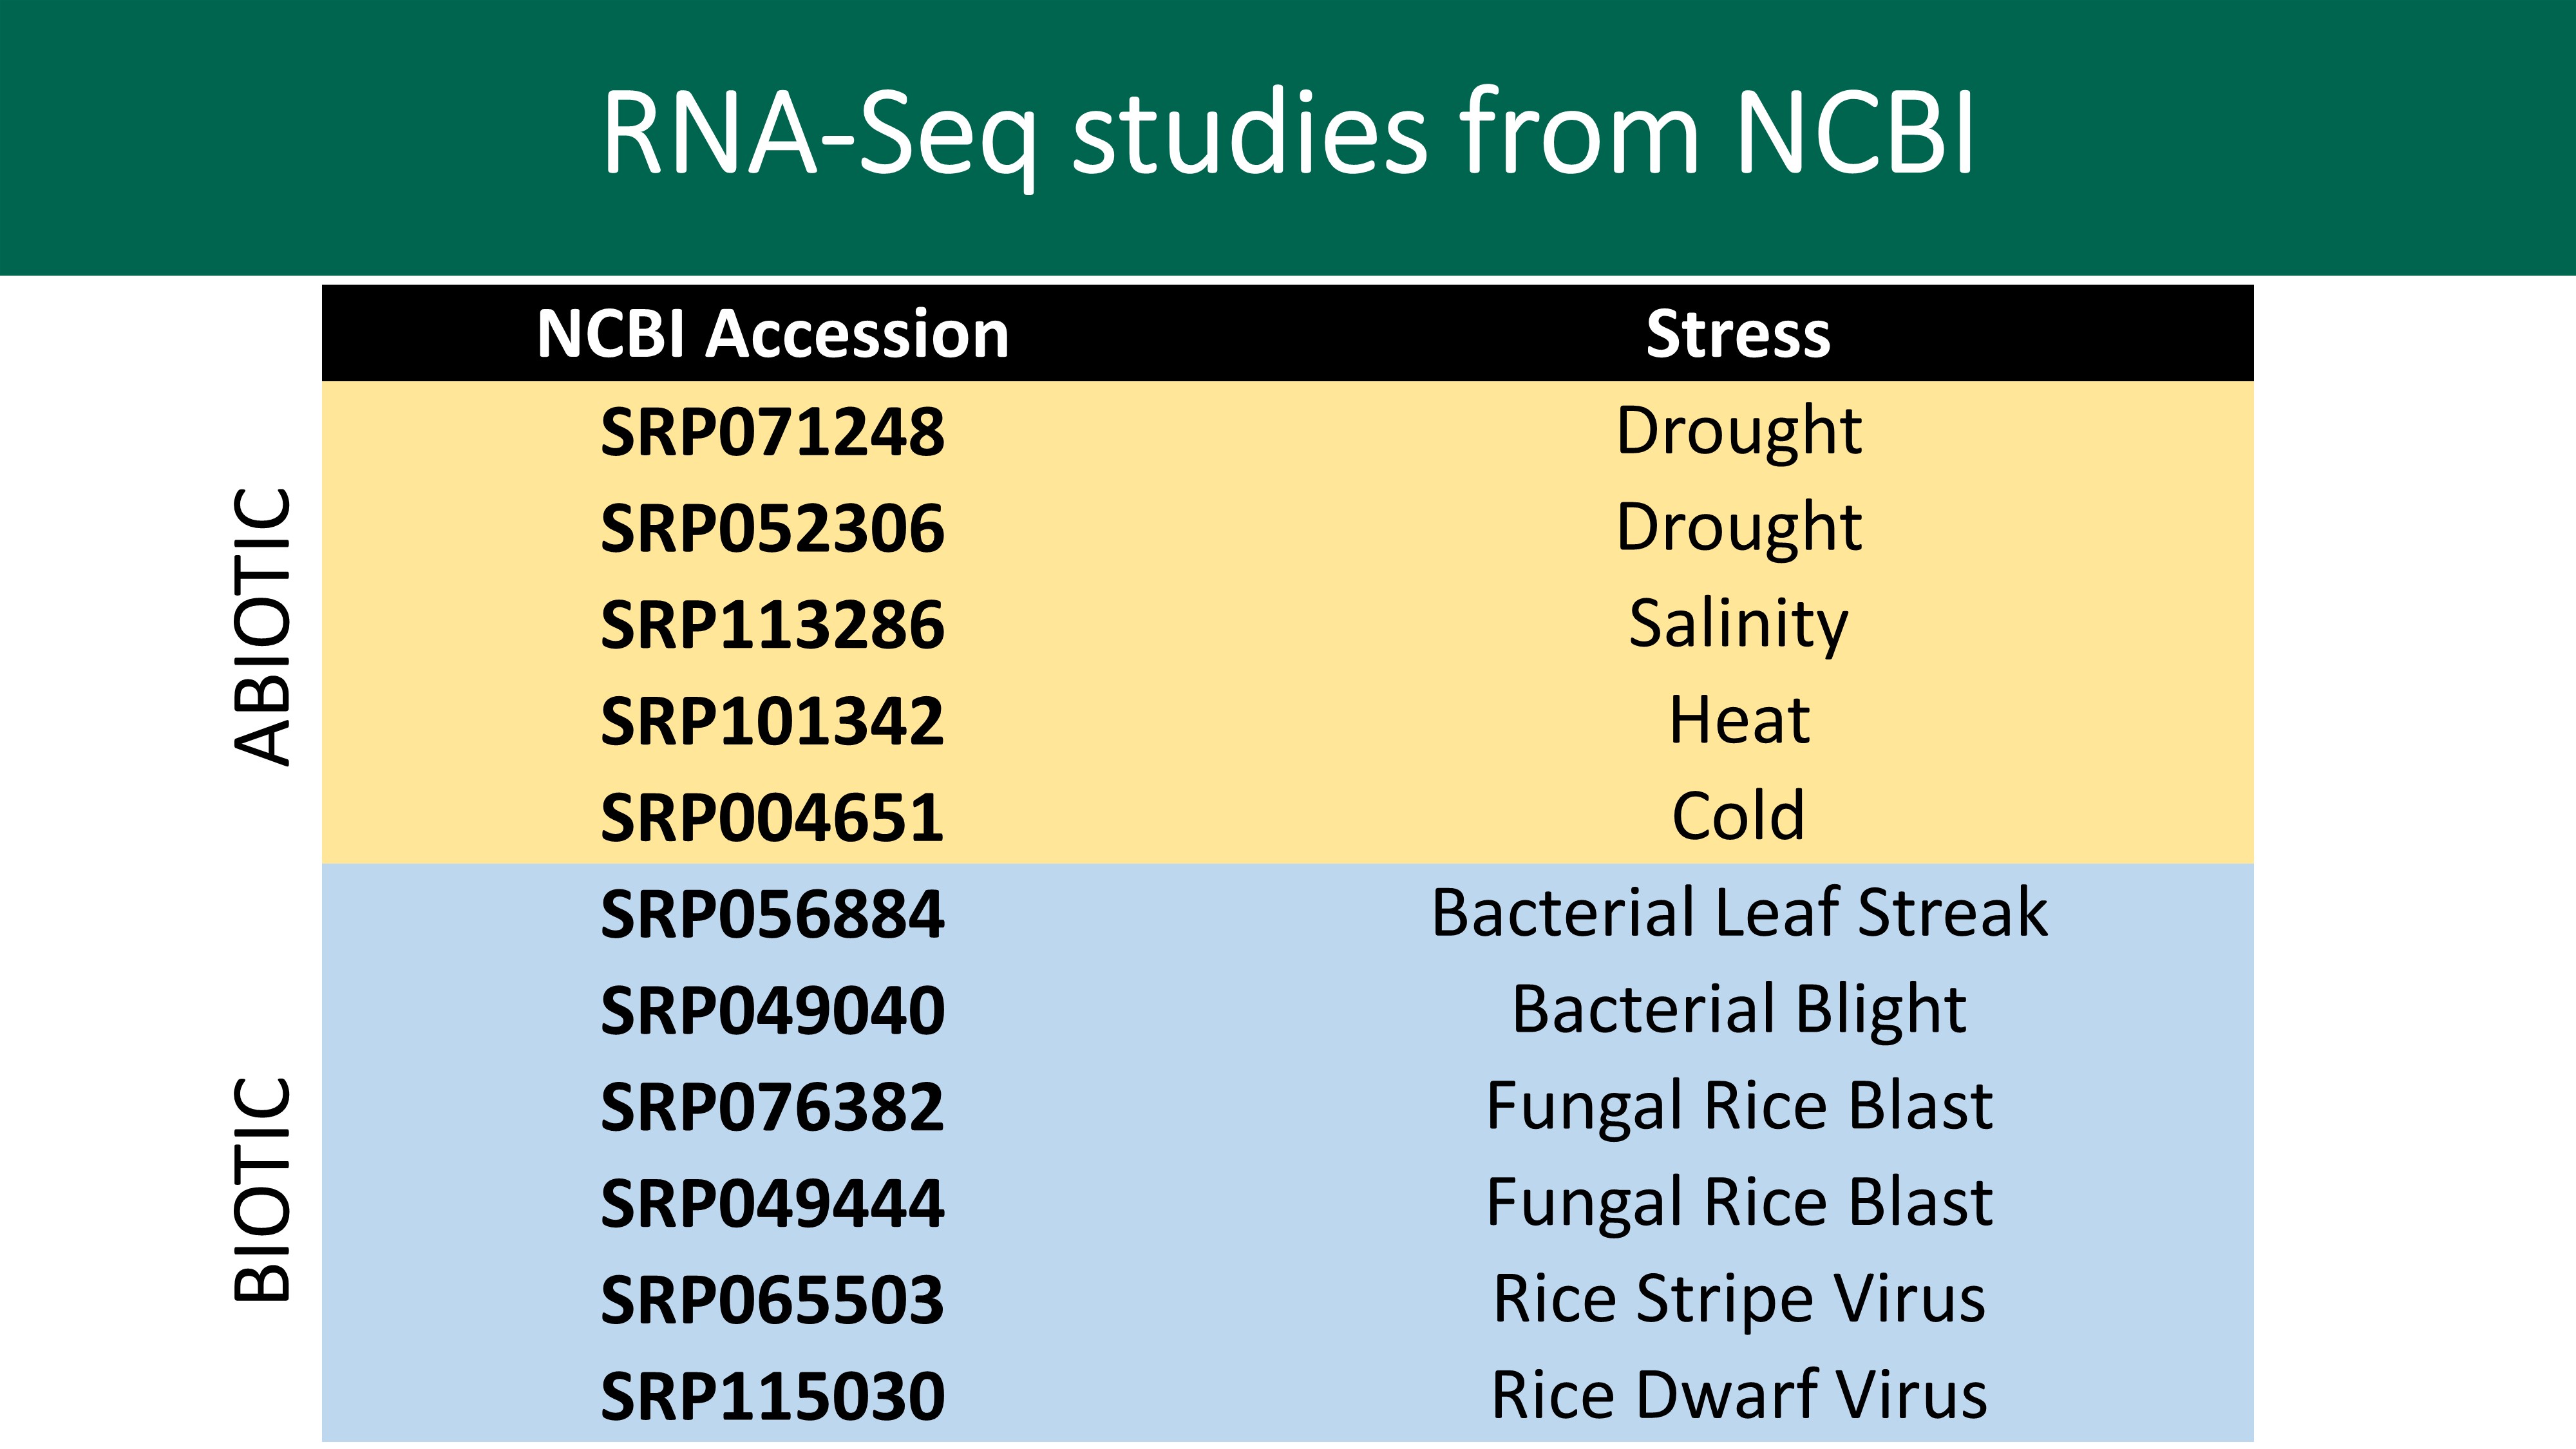 RNA-Seq studies from NCBI
NCBI Accession Stress
ABIOTIC
SRP071248 Drought
SRP052306 Drought
SRP113286 Salinity
SRP101342 Heat
SRP004651 Cold
BIOTIC
SRP056884 Bacterial Leaf Streak
SRP049040 Bacterial Blight
SRP076382 Fungal Rice Blast
SRP049444 Fungal Rice Blast
SRP065503 Rice Stripe Virus
SRP115030 Rice Dwarf Virus